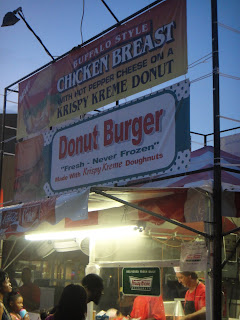 BUFFALO STYLE
CHICKEN BREAST
WITH HOT PEPPER CHEESE ON A
KRISPY KREME DONUT
Donut Burger
"Fresh - Never Frozen"
Made With Krispy Kreme Doughnuts